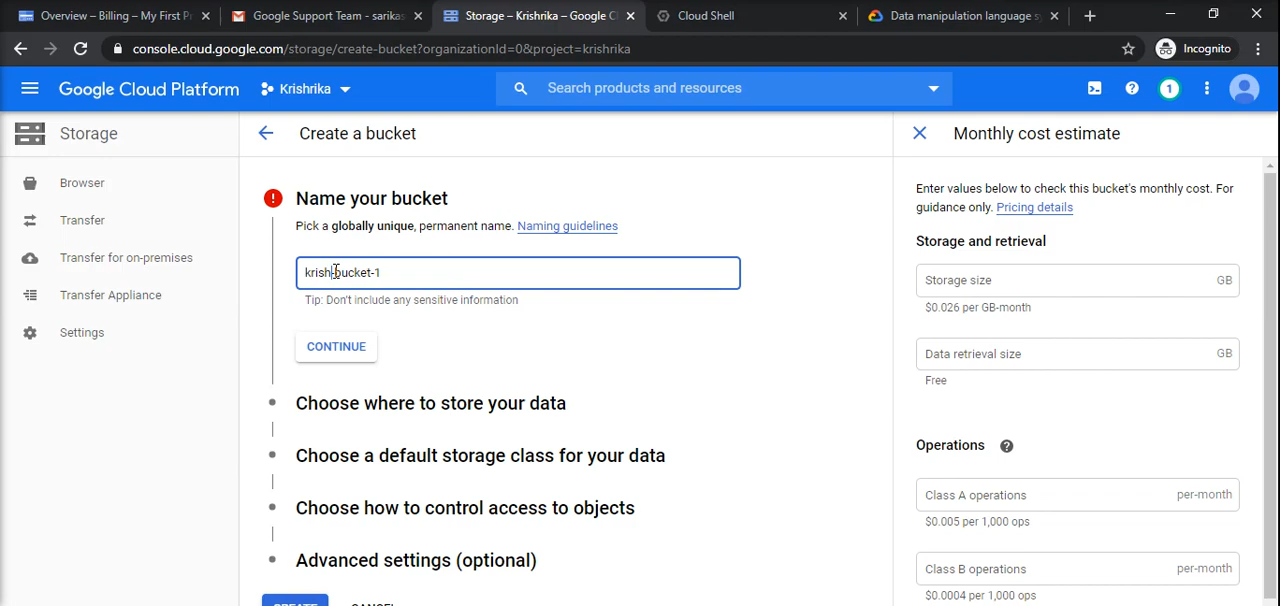 Overview – Billing – My First Pr
Google Support Team - sarikas
Storage – Krishrika – Google Cl
Cloud Shell
Data manipulation language sy
console.cloud.google.com/storage/create-bucket?organizationId=0&project=krishrika
Incognito
Google Cloud Platform
Krishrika
Search products and resources
1
Storage
Create a bucket
Monthly cost estimate
Browser
Transfer
Transfer for on-premises
Transfer Appliance
Settings
Name your bucket
Pick a globally unique, permanent name. Naming guidelines
krish-bucket-1
Tip: Don't include any sensitive information
CONTINUE
Choose where to store your data
Choose a default storage class for your data
Choose how to control access to objects
Advanced settings (optional)
CREATE
CANCEL
Enter values below to check this bucket's monthly cost. For
guidance only. Pricing details
Storage and retrieval
Storage size GB
$0.026 per GB-month
Data retrieval size GB
Free
Operations
Class A operations per-month
$0.005 per 1,000 ops
Class B operations per-month
$0.0004 per 1,000 ops